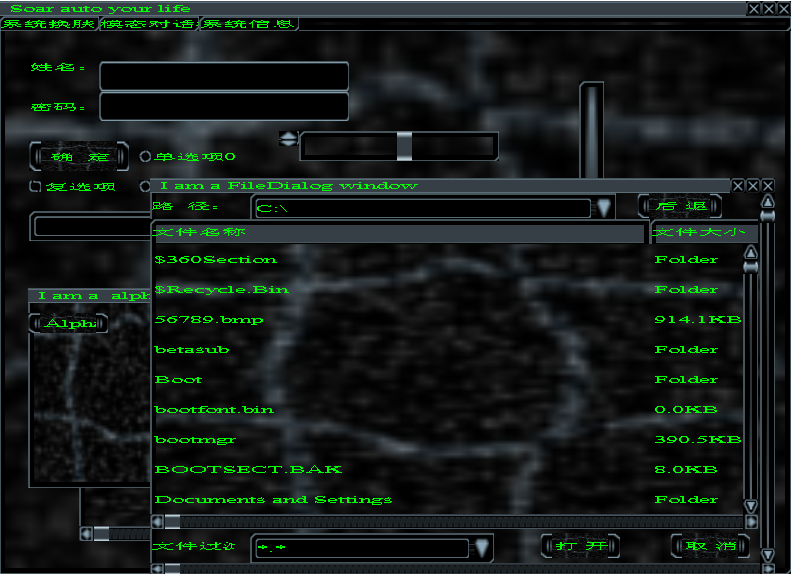 Soar auto your life
系统换肤 模态对话 系统信息
姓名：
密码：
确 定 单选项0
复选项
I am a FileDialog window
路 径： C:\ 后 退
文件名称 文件大小
$360Section Folder
$Recycle.Bin Folder
I am a alph
56789.bmp 914.1KB
Alpha
betasub Folder
Boot Folder
bootfont.bin 0.0KB
bootmgr 390.5KB
BOOTSECT.BAK 8.0KB
Documents and Settings Folder
文件过滤 *.* 打 开 取 消